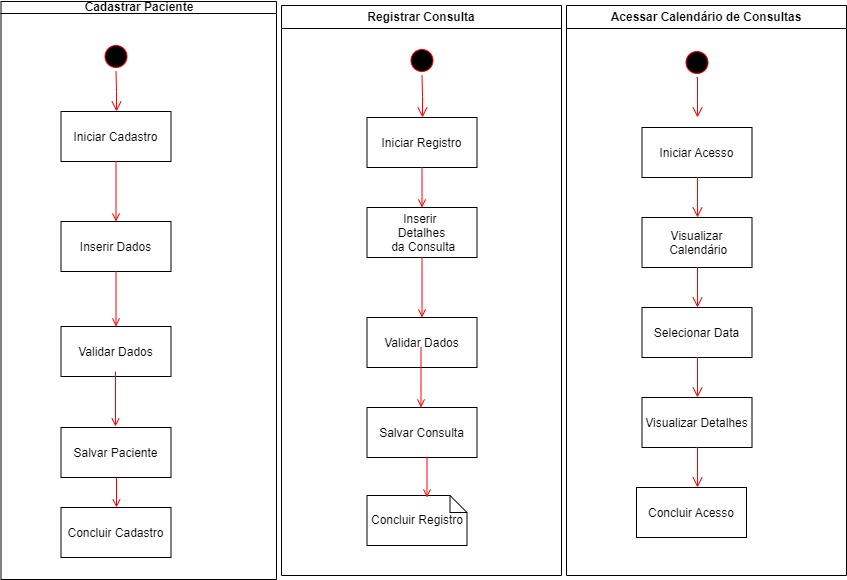 Cadastrar Paciente
Iniciar Cadastro
Inserir Dados
Validar Dados
Salvar Paciente
Concluir Cadastro
Registrar Consulta
Iniciar Registro
Inserir
Detalhes
da Consulta
Validar Dados
Salvar Consulta
Concluir Registro
Acessar Calendário de Consultas
Iniciar Acesso
Visualizar
Calendário
Selecionar Data
Visualizar Detalhes
Concluir Acesso